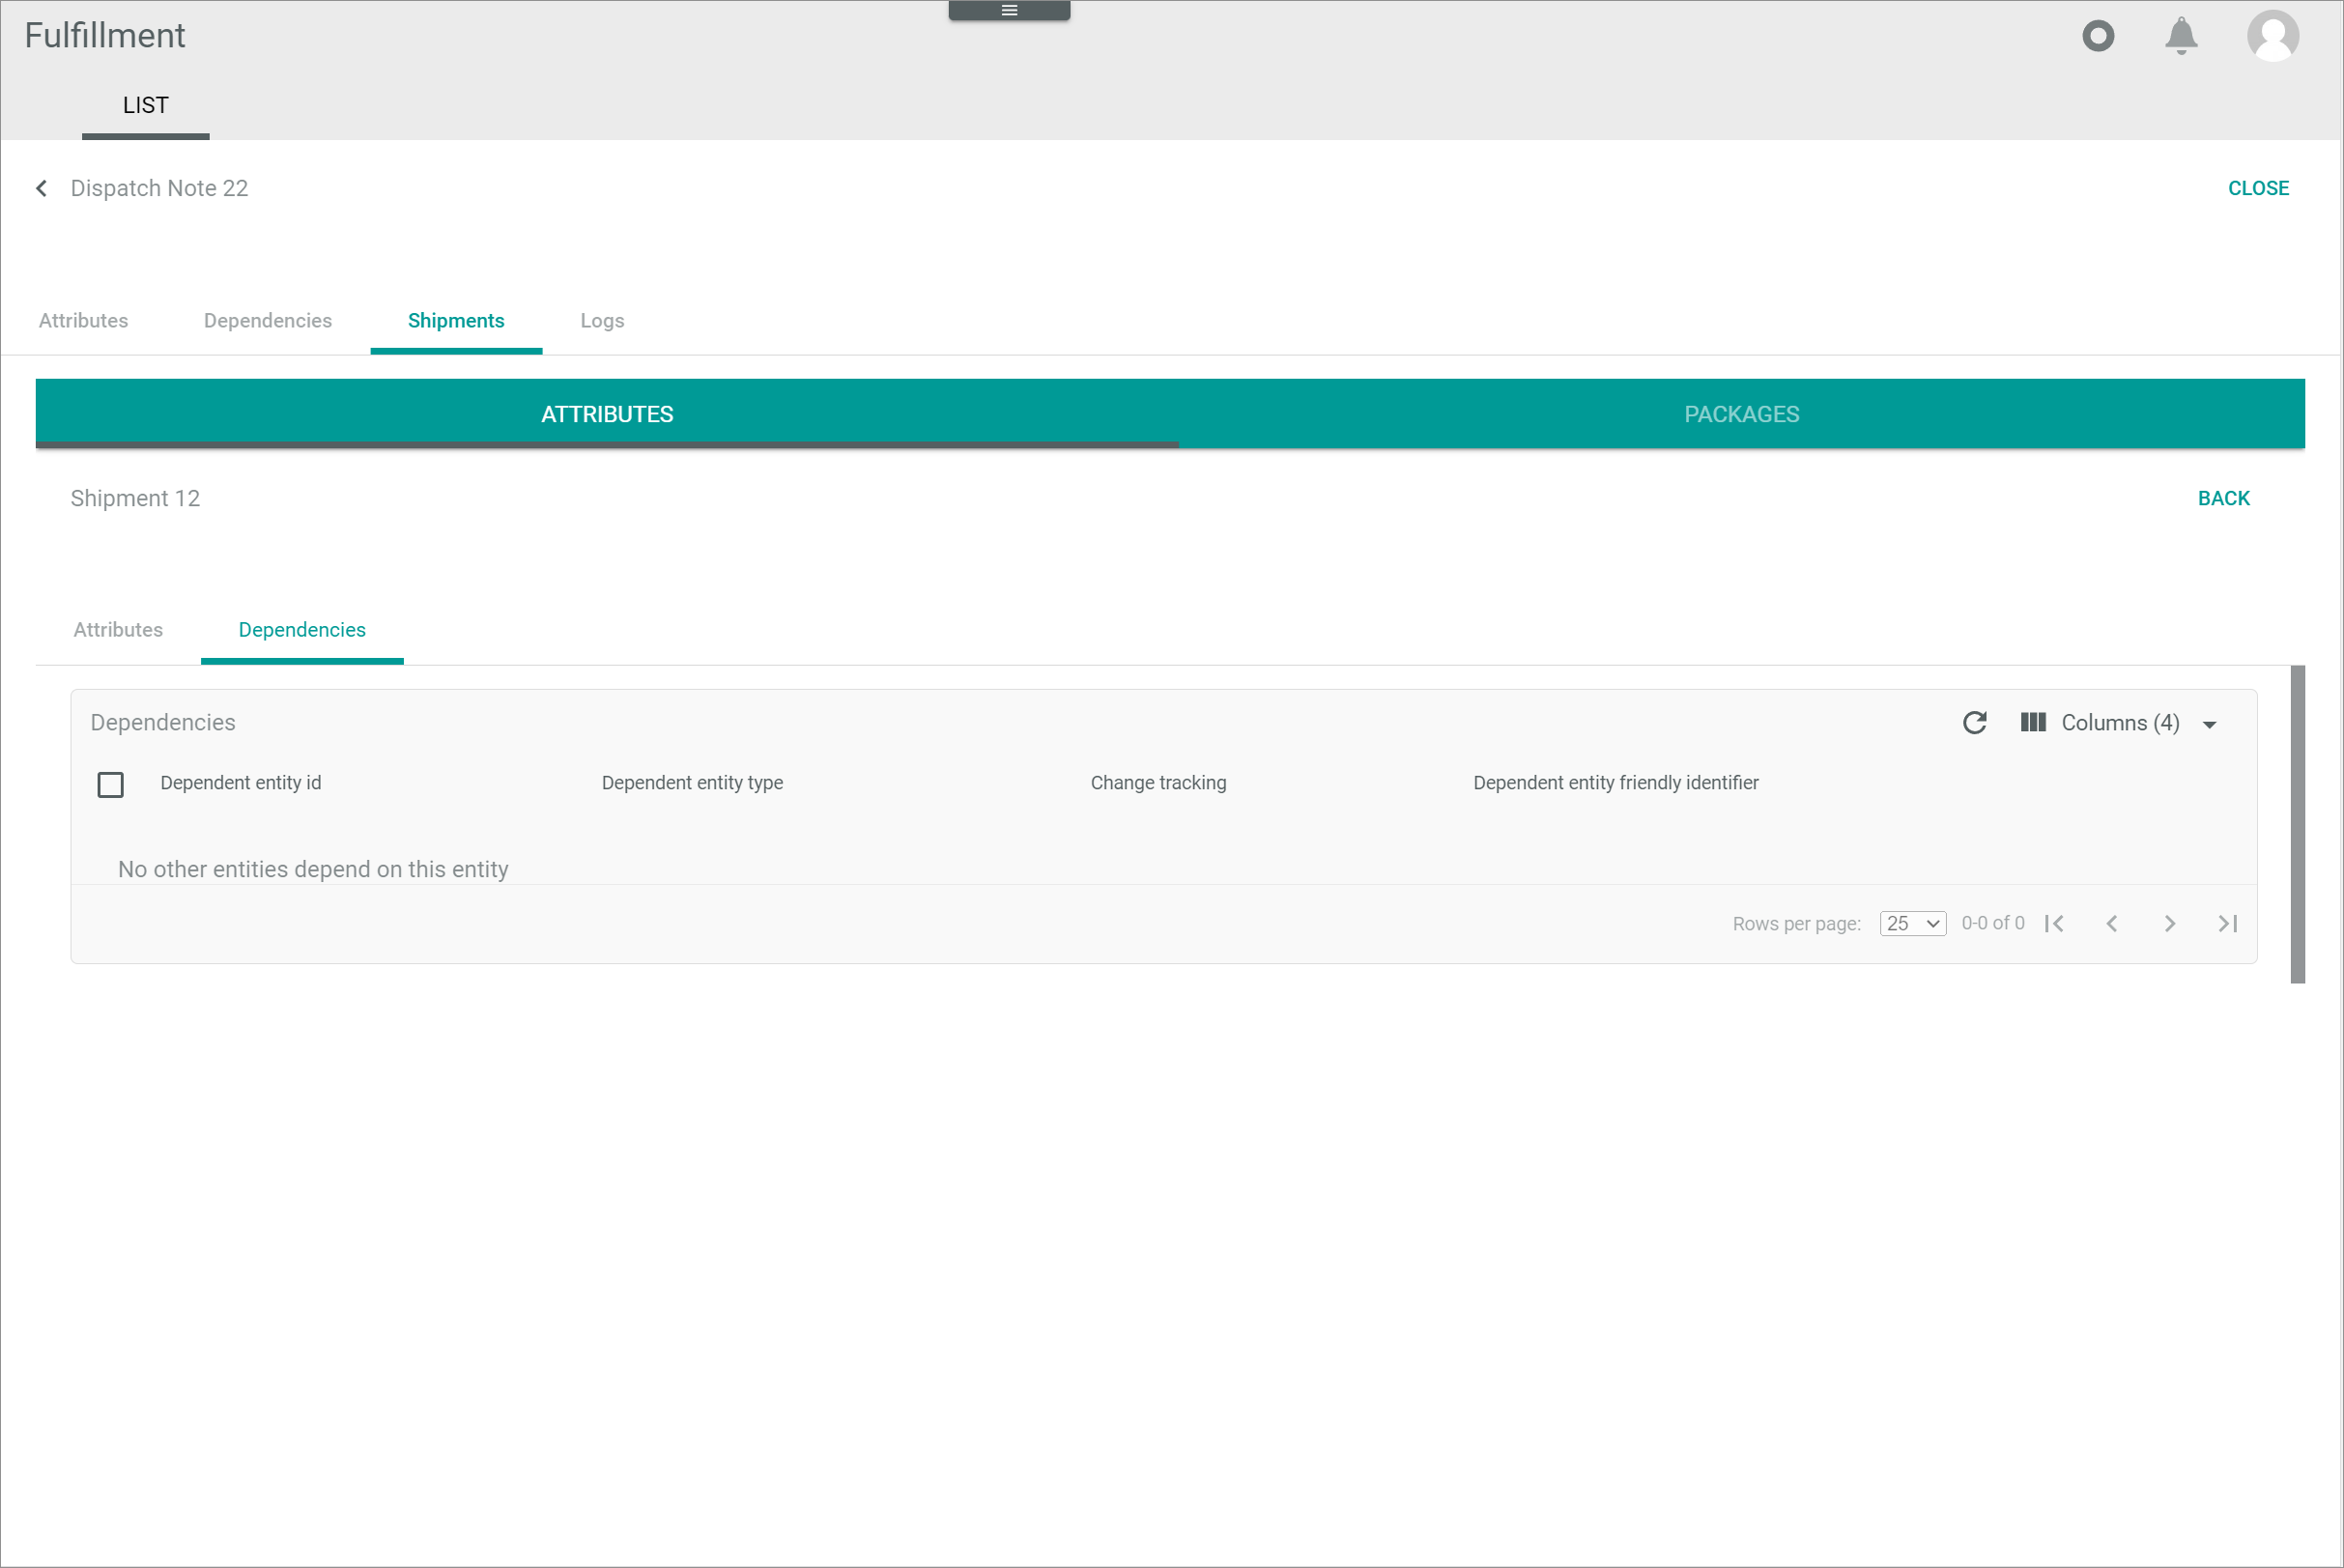 Fulfillment
LIST
Dispatch Note 22
CLOSE
Attributes
Dependencies
Shipments
Logs
ATTRIBUTES
PACKAGES
Shipment 12
BACK
Attributes
Dependencies
Dependencies
Columns (4)
Dependent entity id
Dependent entity type
Change tracking
Dependent entity friendly identifier
No other entities depend on this entity
Rows per page:
25
0-0 of 0